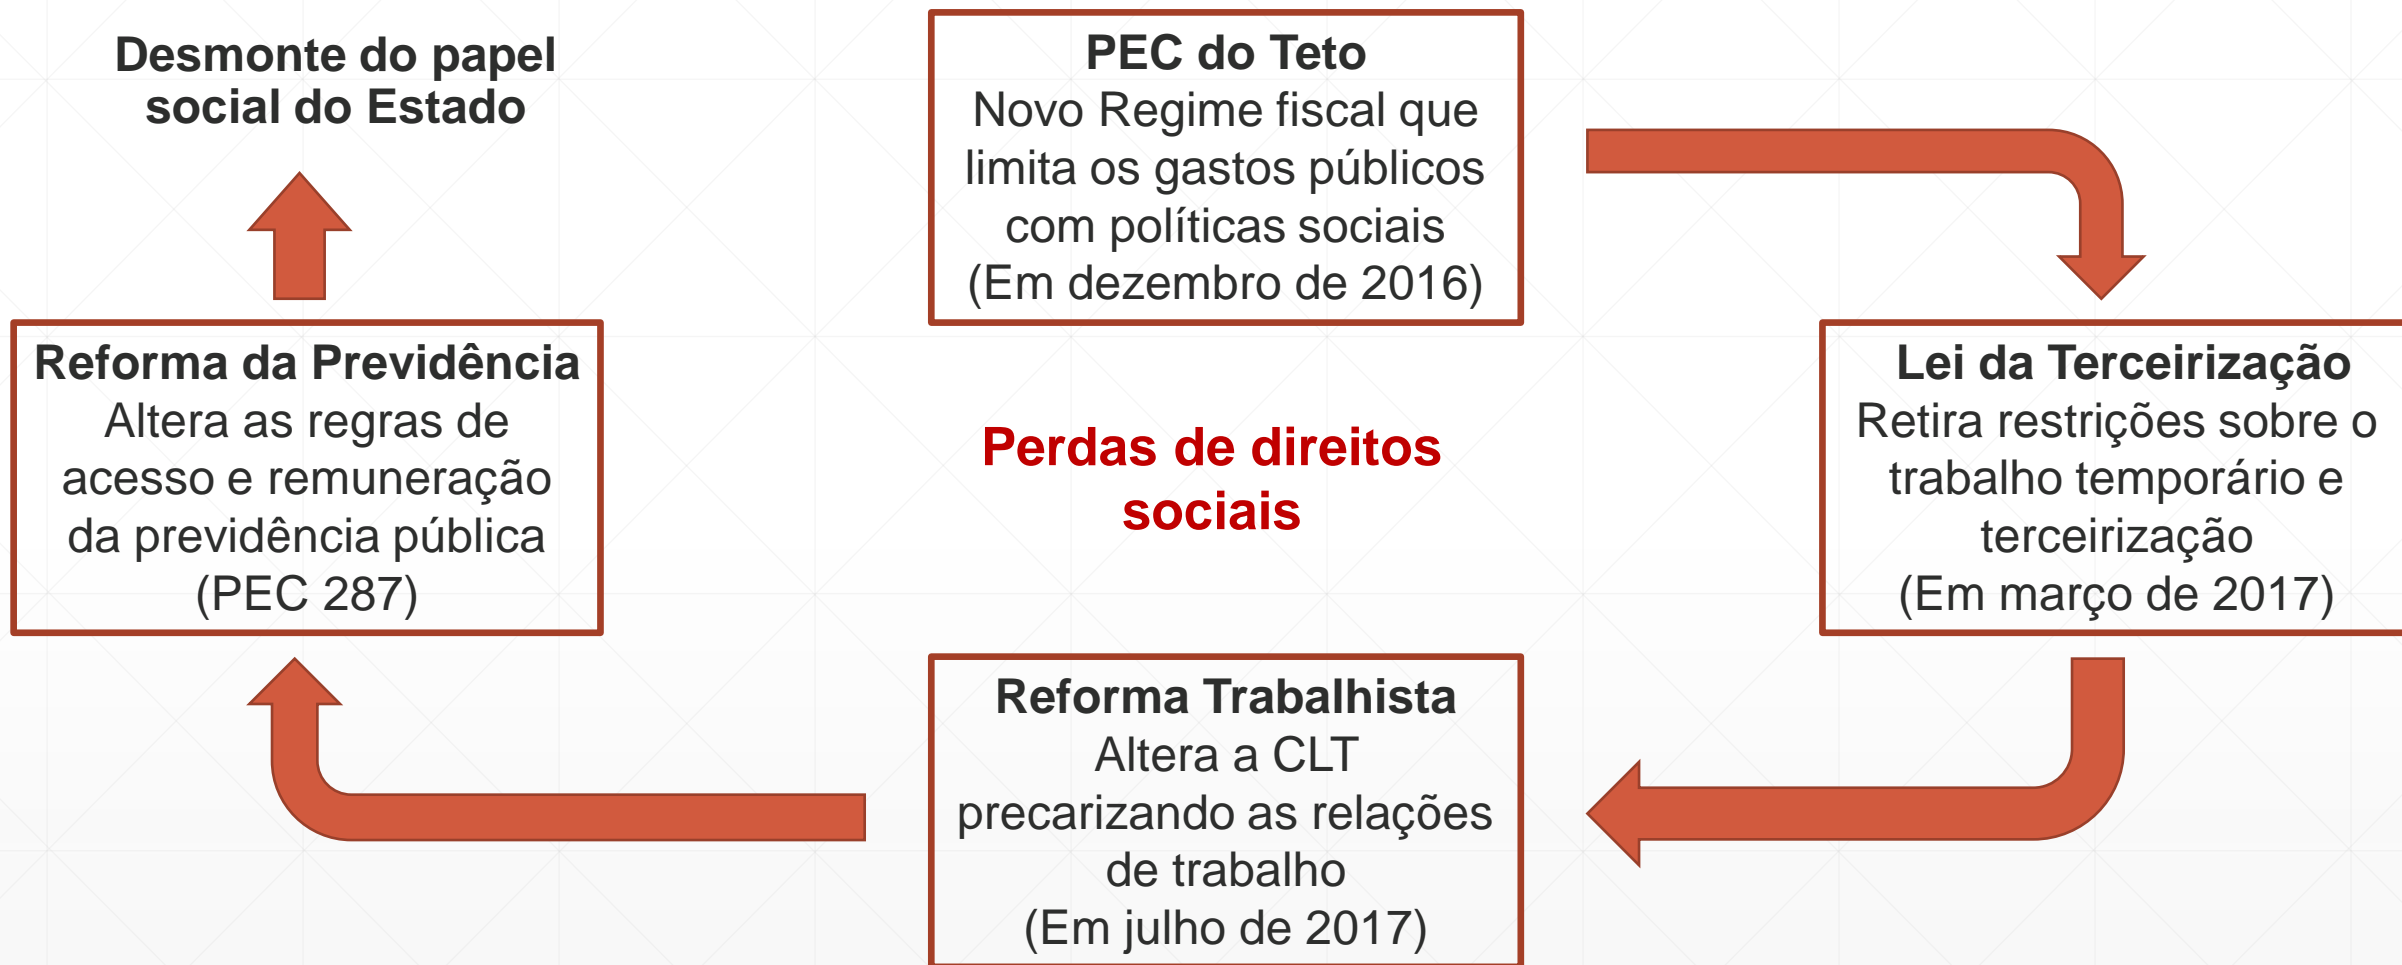 Desmonte do papel
social do Estado
PEC do Teto
Novo Regime fiscal que
limita os gastos públicos
com políticas sociais
(Em dezembro de 2016)
Lei da Terceirização
Retira restrições sobre o
trabalho temporário e
terceirização
(Em março de 2017)
Reforma Trabalhista
Altera a CLT
precarizando as relações
de trabalho
(Em julho de 2017)
Reforma da Previdência
Altera as regras de
acesso e remuneração
da previdência pública
(PEC 287)
Perdas de direitos
sociais